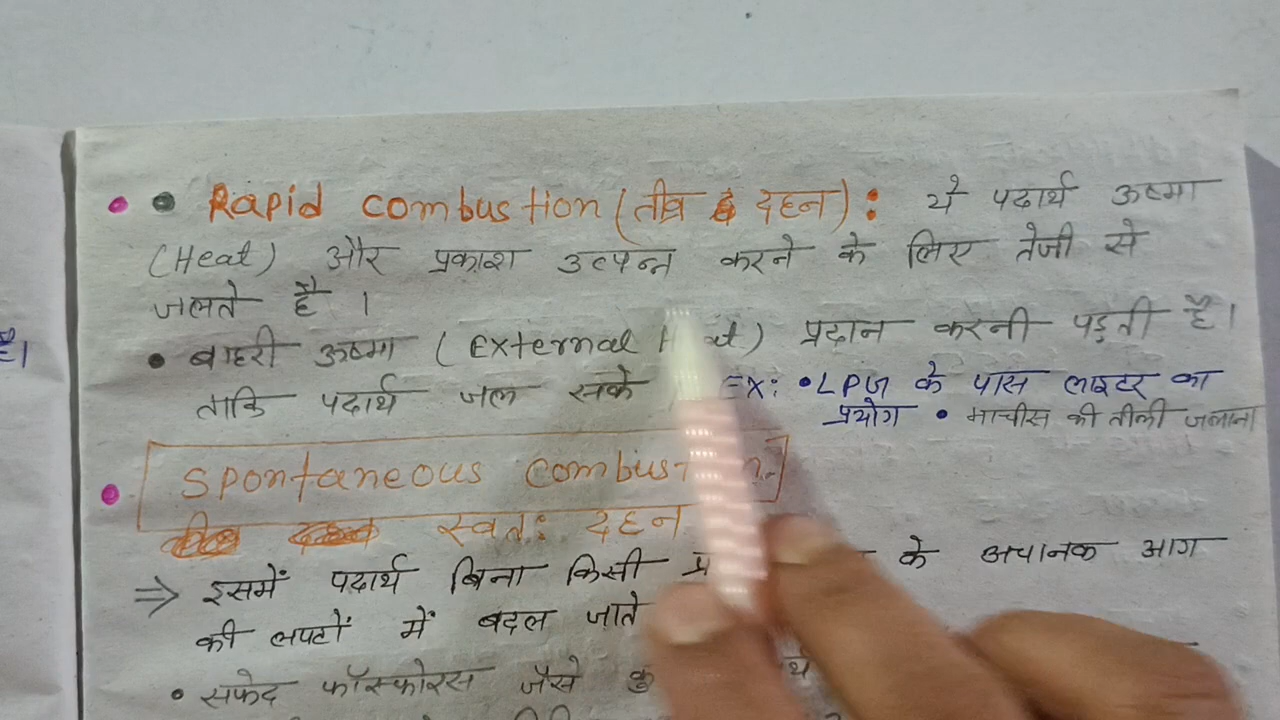 है।
• • Rapid combustion (तीव्र दहन) : ये पदार्थ ऊष्मा
(Heat) और प्रकाश उत्पन्न करने के लिए तेजी से
जलते है ।
• बाहरी ऊष्मा ( External प्रदान करनी पड़ती है।
ताकि पदार्थ जल सके EX: • LPG के पास लाइटर का
प्रयोग • माचीस की तीली जलाना
• Spontaneous
स्वत: दहन
⇒ इसमें पदार्थ बिना किसी के अचानक आग
की लपटों में बदल जाते
• सफेद फॉस्फोरस जैसे